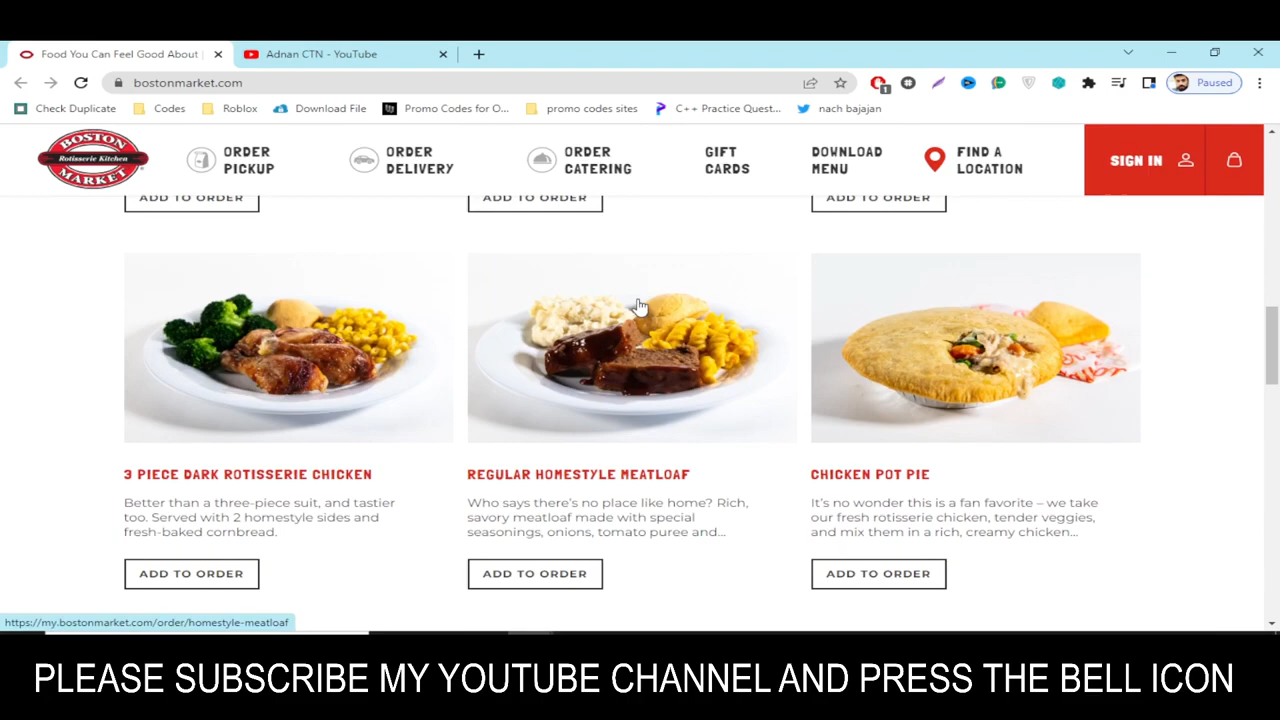 Food You Can Feel Good About |
Adnan CTN - YouTube
bostonmarket.com
1
Paused
Check Duplicate
Codes
Roblox
Download File
Promo Codes for O...
promo codes sites
C++ Practice Quest...
nach bajajan
BOSTON
Rotisserie Kitchen
MARKET
ORDER
PICKUP
ORDER
DELIVERY
ORDER
CATERING
GIFT
CARDS
DOWNLOAD
MENU
FIND A
LOCATION
SIGN IN
ADD TO ORDER
ADD TO ORDER
ADD TO ORDER
3 PIECE DARK ROTISSERIE CHICKEN
Better than a three-piece suit, and tastier
too. Served with 2 homestyle sides and
fresh-baked cornbread.
ADD TO ORDER
REGULAR HOMESTYLE MEATLOAF
Who says there's no place like home? Rich,
savory meatloaf made with special
seasonings, onions, tomato puree and...
ADD TO ORDER
CHICKEN POT PIE
It's no wonder this is a fan favorite – we take
our fresh rotisserie chicken, tender veggies,
and mix them in a rich, creamy chicken...
ADD TO ORDER
https://my.bostonmarket.com/order/homestyle-meatloaf
PLEASE SUBSCRIBE MY YOUTUBE CHANNEL AND PRESS THE BELL ICON